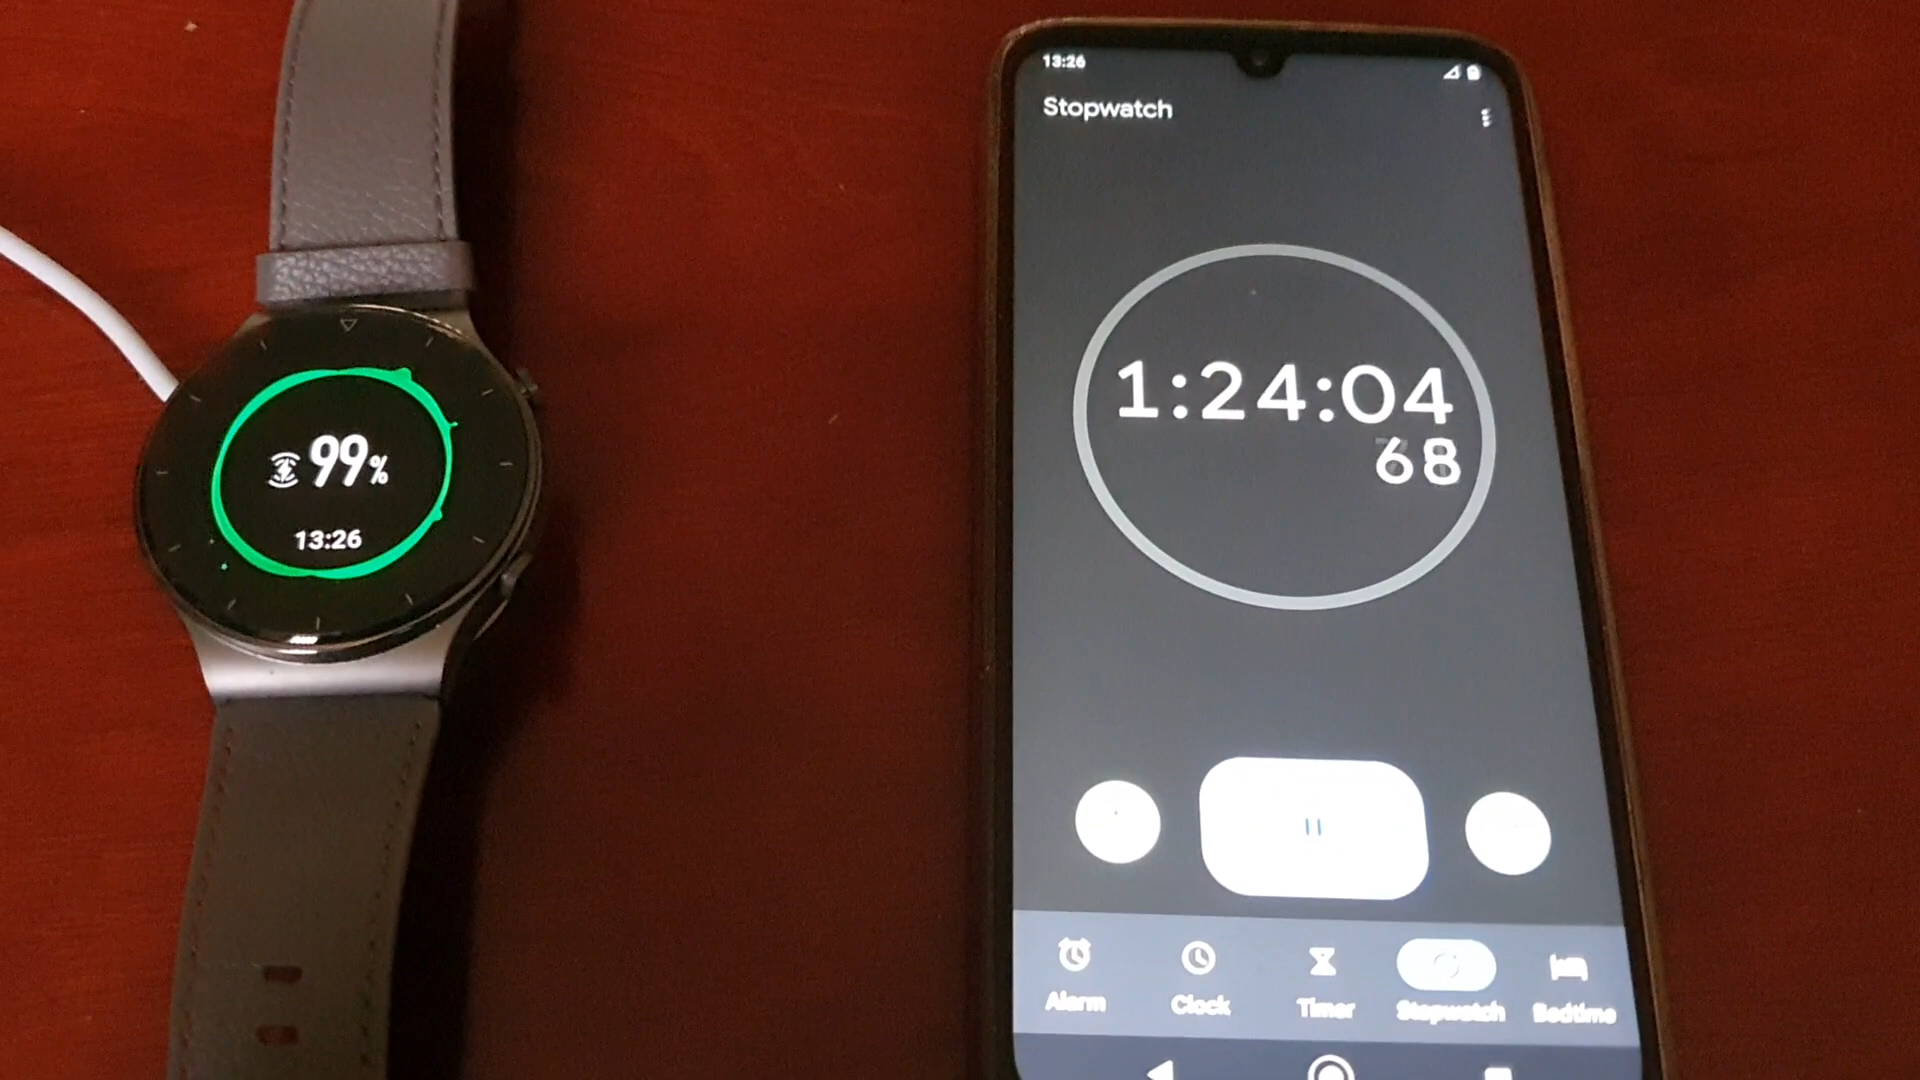 99%
13:26
13:26
Stopwatch
1:24:04
68
Alarm
Clock
Timer
Stopwatch
Bedtime